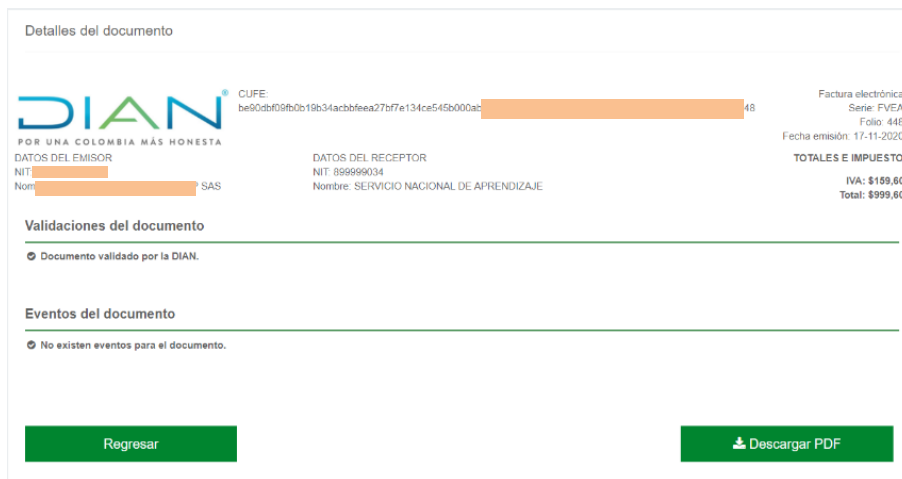 Detalles del documento
DIAN®
POR UNA COLOMBIA MÁS HONESTA
CUFE:
be90dbf09fb0b19b34acbbfeea27bf7e134ce545b000ab 48
Factura electrónica
Serie: FVEA
Folio: 448
Fecha emisión: 17-11-2020
DATOS DEL EMISOR
NIT:
Nom SAS
DATOS DEL RECEPTOR
NIT: 899999034
Nombre: SERVICIO NACIONAL DE APRENDIZAJE
TOTALES E IMPUESTO
IVA: $159,60
Total: $999,60
Validaciones del documento
Documento validado por la DIAN.
Eventos del documento
No existen eventos para el documento.
Regresar
Descargar PDF